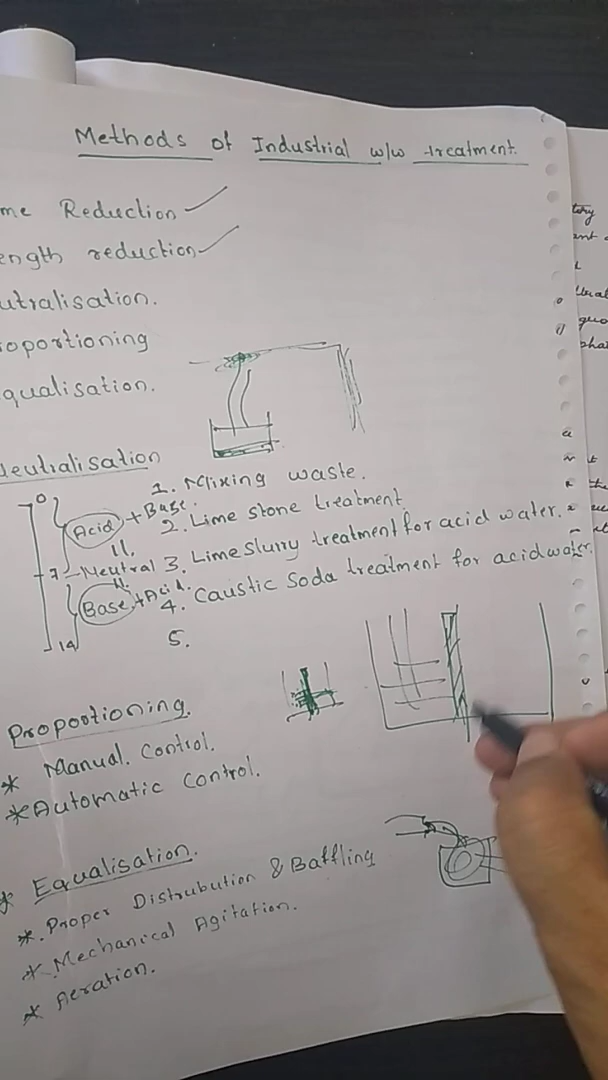 Methods of Industrial w/w treatment.
me Reduction
ength reduction
utralisation.
oportioning
qualisation.
eutralisation
1. Mixing waste.
2. Lime stone treatment
3. Lime slurry treatment for acid water.
4. Caustic soda treatment for acid water.
5.
0
Acid + Base.
7 - Neutral
Base + Acid.
14
Proportioning.
* Manual. Control.
* Automatic Control.
* Equalisation.
*. Proper Distrubution & Baffling
* Mechanical Agitation.
* Aeration.